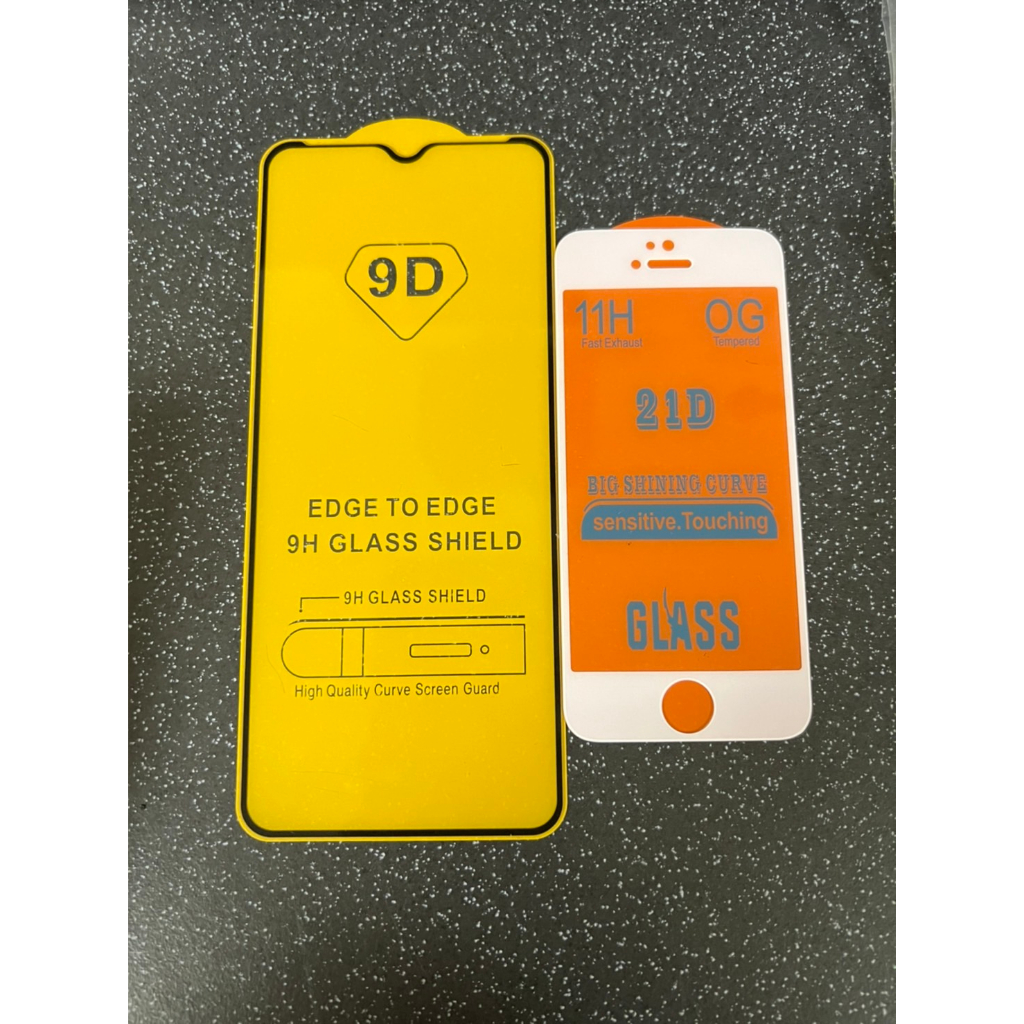 9D
EDGE TO EDGE
9H GLASS SHIELD
9H GLASS SHIELD
High Quality Curve Screen Guard
11H
Fast Exhaust
OG
Tempered
21D
BIG SHINING CURVE
sensitive.Touching
GLASS